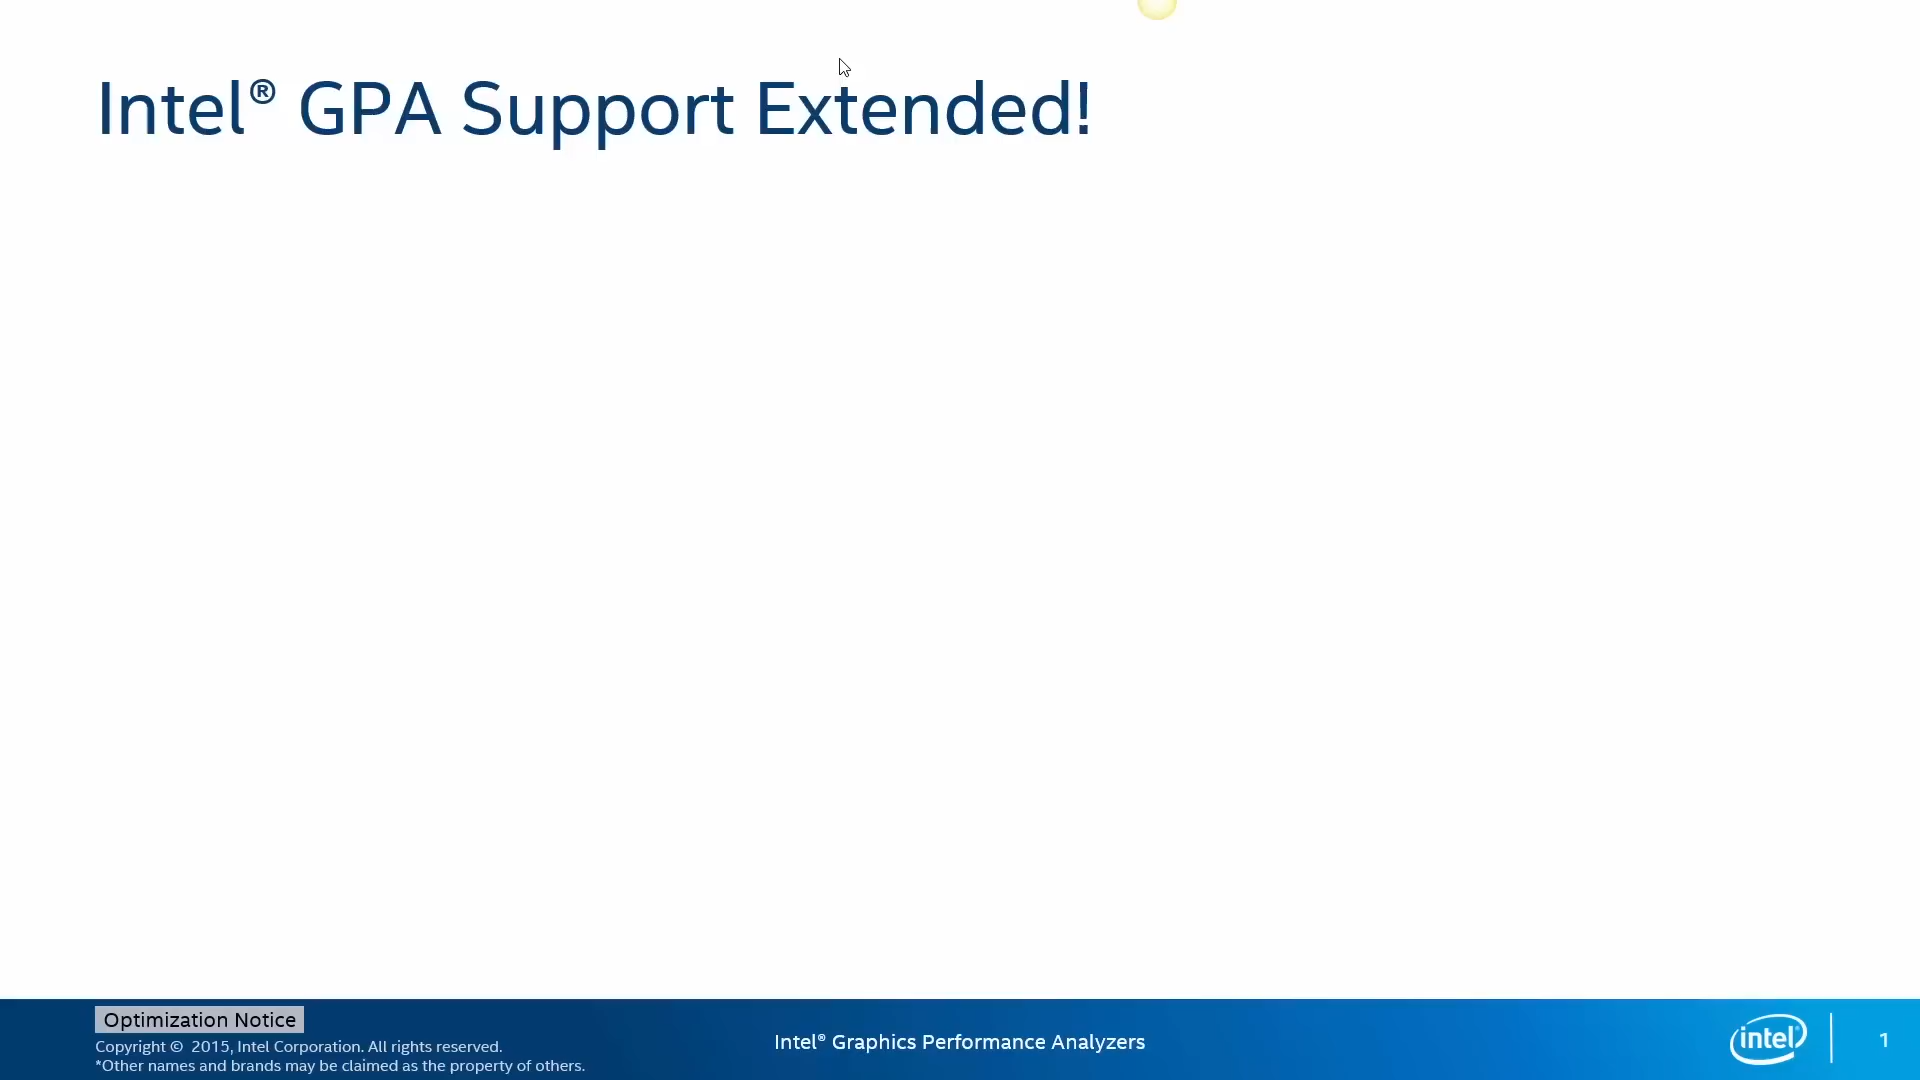 Intel® GPA Support Extended!
Optimization Notice
Copyright © 2015, Intel Corporation. All rights reserved.
*Other names and brands may be claimed as the property of others.
Intel® Graphics Performance Analyzers
intel®
1